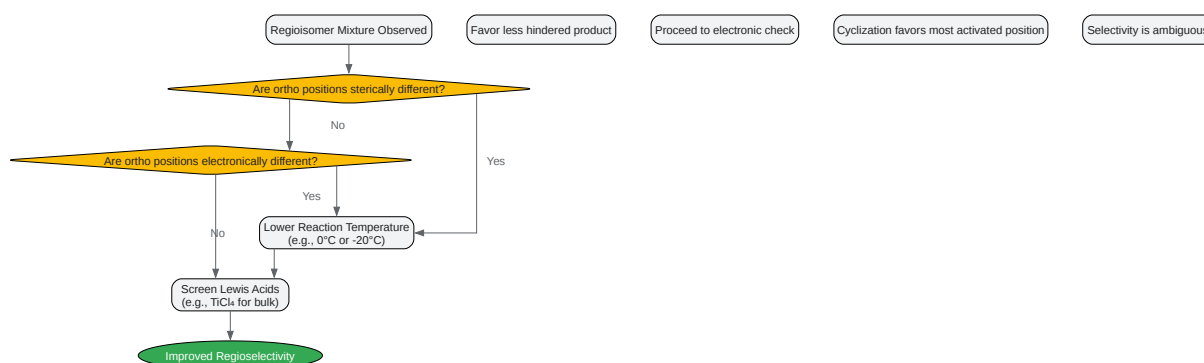 Regioisomer Mixture Observed
Favor less hindered product
Proceed to electronic check
Cyclization favors most activated position
Selectivity is ambiguous
Are ortho positions sterically different?
No
Are ortho positions electronically different?
Yes
Yes
Lower Reaction Temperature
(e.g., 0°C or -20°C)
No
Screen Lewis Acids
(e.g., TiCl₄ for bulk)
Improved Regioselectivity